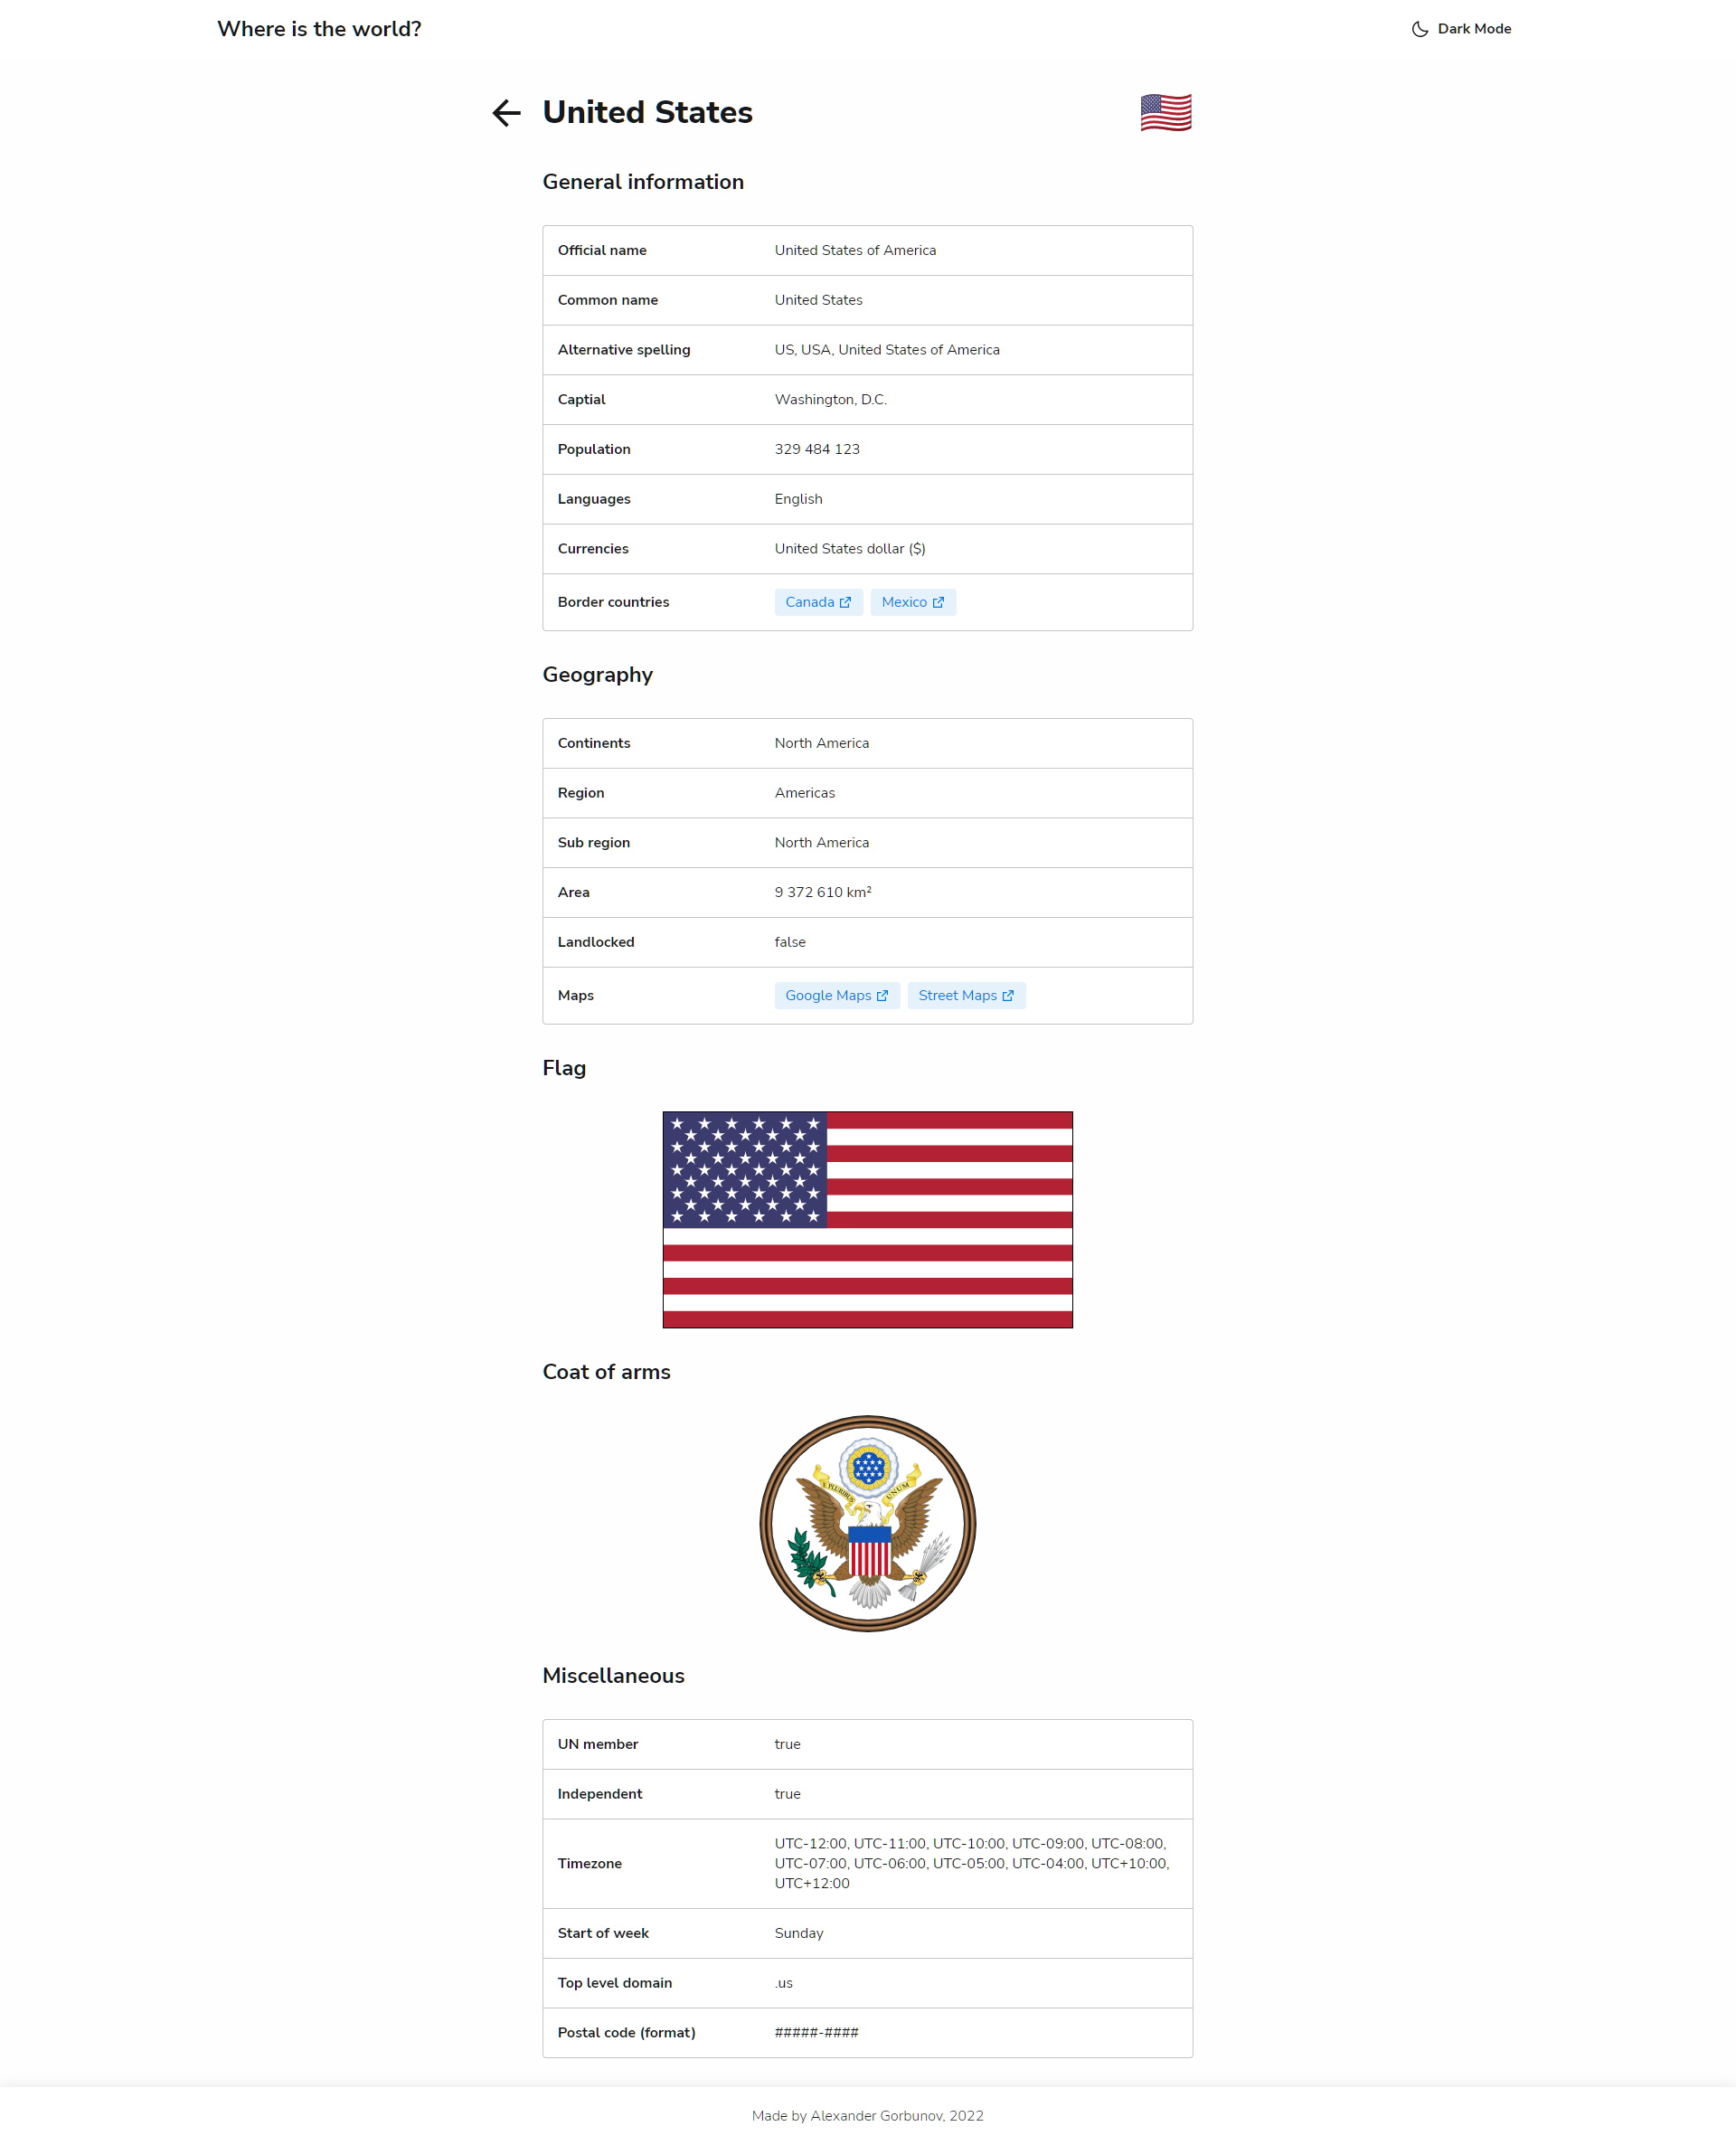 Where is the world?
Dark Mode
United States
General information
Official name United States of America
Common name United States
Alternative spelling US, USA, United States of America
Captial Washington, D.C.
Population 329 484 123
Languages English
Currencies United States dollar ($)
Border countries Canada Mexico
Geography
Continents North America
Region Americas
Sub region North America
Area 9 372 610 km²
Landlocked false
Maps Google Maps Street Maps
Flag
Coat of arms
E PLURIBUS UNUM
Miscellaneous
UN member true
Independent true
Timezone UTC-12:00, UTC-11:00, UTC-10:00, UTC-09:00, UTC-08:00,
UTC-07:00, UTC-06:00, UTC-05:00, UTC-04:00, UTC+10:00,
UTC+12:00
Start of week Sunday
Top level domain .us
Postal code (format) #####-####
Made by Alexander Gorbunov, 2022